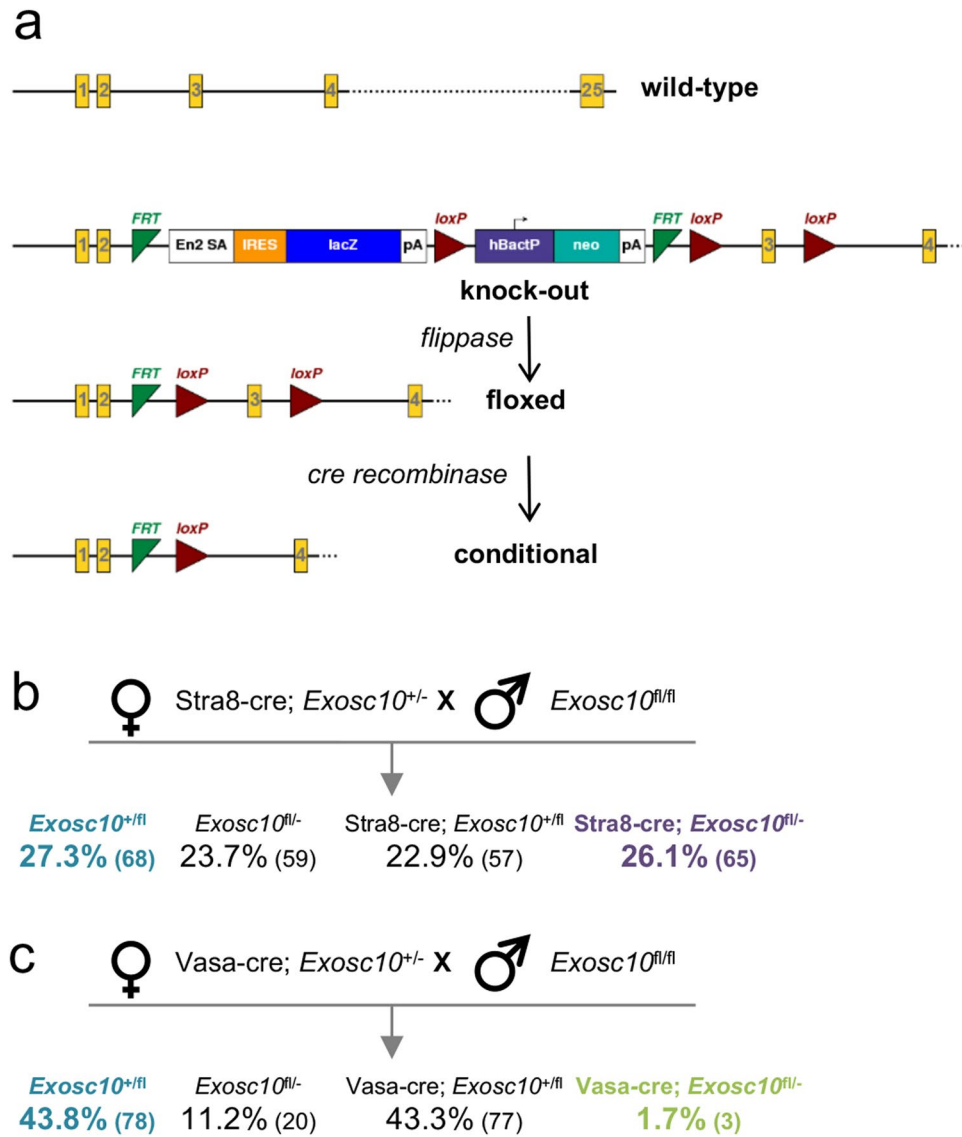 a
1 2 3 4 25 wild-type
FRT loxP FRT loxP loxP
1 2 En2 SA IRES lacZ pA hBactP neo pA 3 4
knock-out
flippase
FRT loxP loxP
1 2 3 4 floxed
cre recombinase
FRT loxP
1 2 4 conditional
b ♀ Stra8-cre; Exosc10+/- X ♂ Exosc10fl/fl
Exosc10+/fl Exosc10fl/- Stra8-cre; Exosc10+/fl Stra8-cre; Exosc10fl/-
27.3% (68) 23.7% (59) 22.9% (57) 26.1% (65)
c ♀ Vasa-cre; Exosc10+/- X ♂ Exosc10fl/fl
Exosc10+/fl Exosc10fl/- Vasa-cre; Exosc10+/fl Vasa-cre; Exosc10fl/-
43.8% (78) 11.2% (20) 43.3% (77) 1.7% (3)